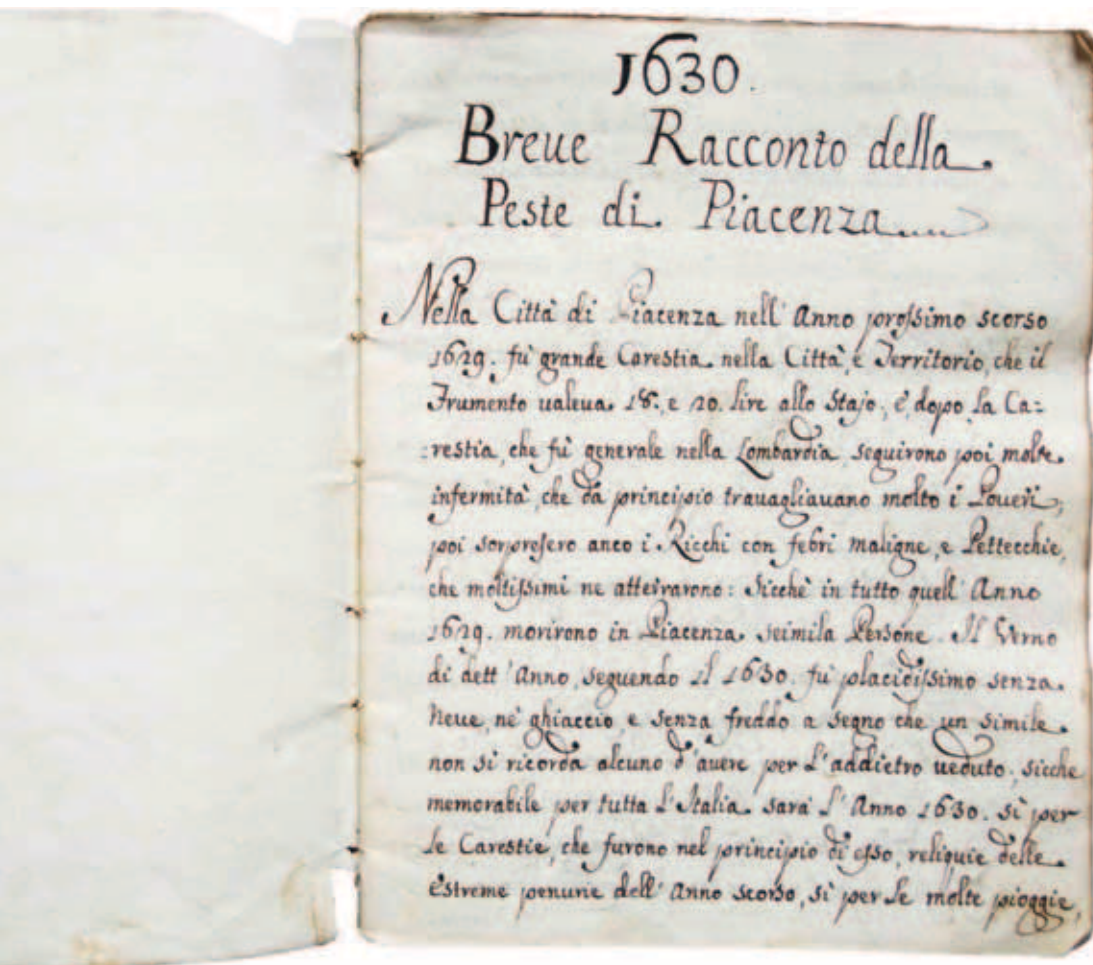 1630.
Breue Racconto della
Peste di Piacenza
Nella Città di Piacenza nell' Anno prossimo scorso
1629. fù grande Carestia nella Città, e Territorio, che il
Frumento ualeua 18., e 20. lire allo Stajo, e dopo la Ca=
=restia, che fù generale nella Lombardia, seguirono poi molte
infermità, che da principio trauagliauano molto i Poueri,
poi sorpresero anco i Ricchi con febri maligne, e Pettecchie,
che moltissimi ne atterrarono: Sicchè in tutto quell' Anno
1629. morirono in Piacenza seimila Persone. Il Verno
di dett' Anno, seguendo il 1630. fù placidissimo senza
Neue, nè ghiaccio, e senza freddo a segno che un simile
non si ricorda alcuno d'auere per l'addietro ueduto, sicche
memorabile per tutta l'Italia sarà l'Anno 1630. sì per
le Carestie, che furono nel principio di esso, reliquie delle
estreme penurie dell' Anno scorso, sì per le molte pioggie,